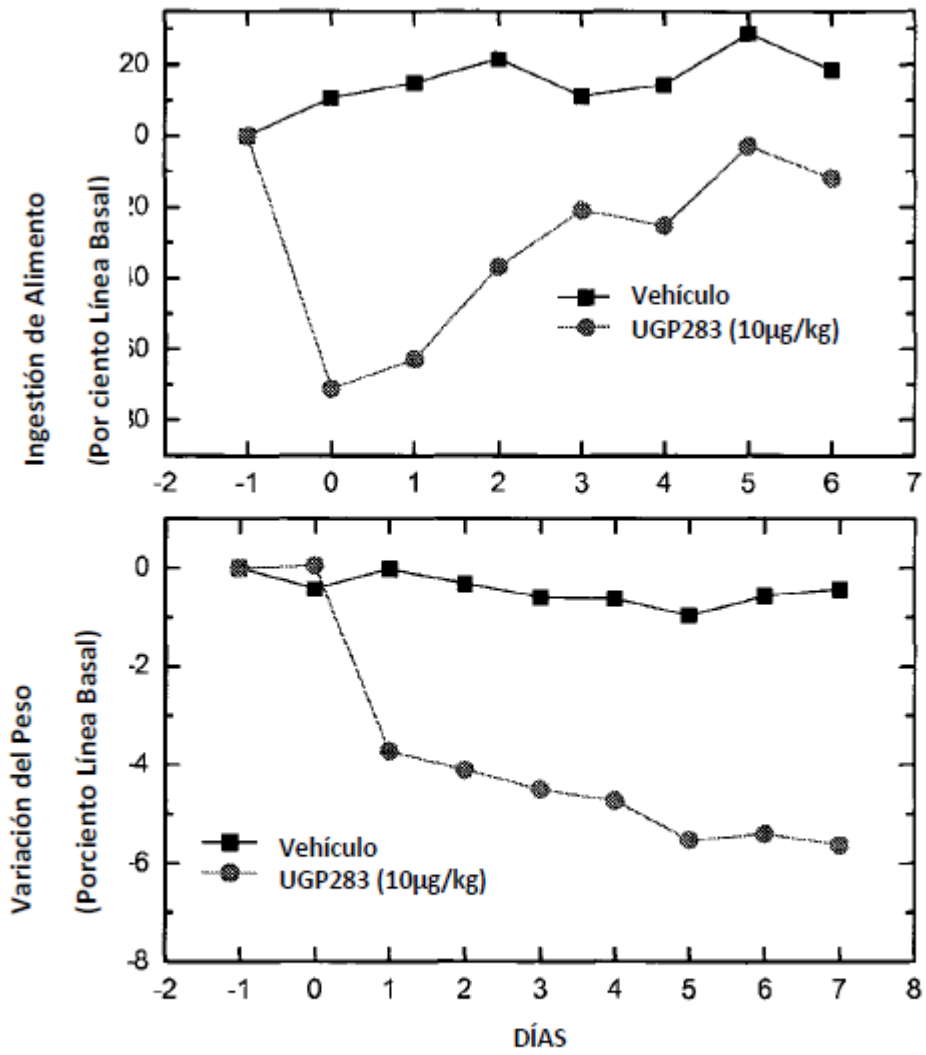 Ingestión de Alimento
(Por ciento Línea Basal)
20
0
20
40
Vehículo
UGP283 (10µg/kg)
-2 -1 0 1 2 3 4 5 6 7
Variación del Peso
(Porciento Línea Basal)
0
-2
-4
-6
-8
Vehículo
UGP283 (10µg/kg)
-2 -1 0 1 2 3 4 5 6 7 8
DÍAS